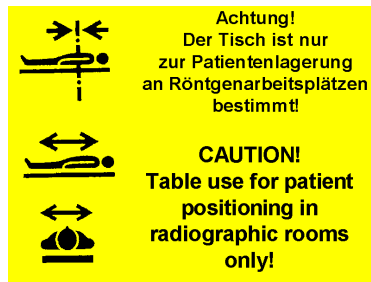 Achtung!
Der Tisch ist nur
zur Patientenlagerung
an Röntgenarbeitsplätzen
bestimmt!
CAUTION!
Table use for patient
positioning in
radiographic rooms
only!